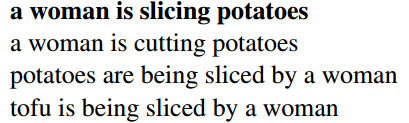 a woman is slicing potatoes
a woman is cutting potatoes
potatoes are being sliced by a woman
tofu is being sliced by a woman